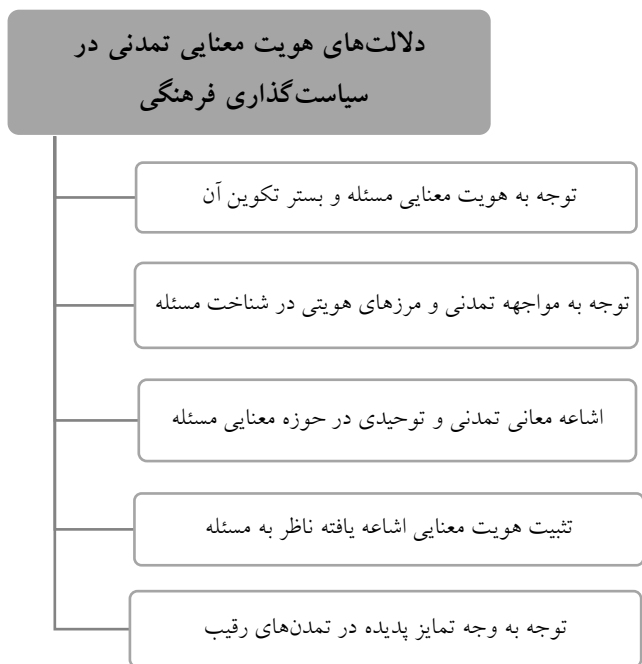 دلالت‌های هویت معنایی تمدنی در
سیاست‌گذاری فرهنگی
توجه به هویت معنایی مسئله و بستر تکوین آن
توجه به مواجهه تمدنی و مرزهای هویتی در شناخت مسئله
اشاعه معانی تمدنی و توحیدی در حوزه معنایی مسئله
تثبیت هویت معنایی اشاعه یافته ناظر به مسئله
توجه به وجه تمایز پدیده در تمدن‌های رقیب